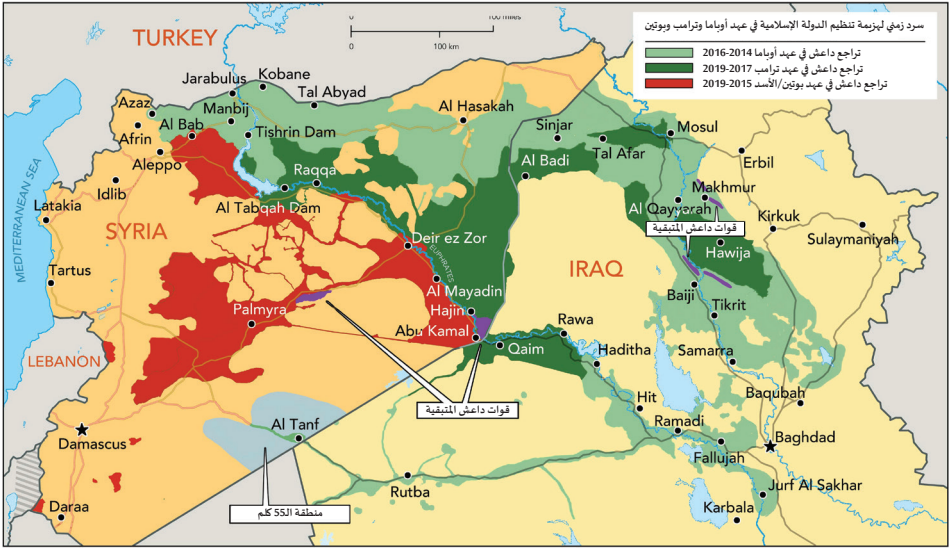 سرد زمني لهزيمة تنظيم الدولة الإسلامية في عهد أوباما وترامب وبوتين
تراجع داعش في عهد أوباما 2014-2016
تراجع داعش في عهد ترامب 2017-2019
تراجع داعش في عهد بوتين/الأسد 2015-2019
0
100 miles
0
100 km
TURKEY
Jarabulus
Kobane
Tal Abyad
Azaz
Manbij
Al Hasakah
Afrin
Al Bab
Tishrin Dam
Sinjar
Mosul
Aleppo
Raqqa
Al Badi
Tal Afar
Erbil
MEDITERRANEAN SEA
Idlib
Makhmur
Latakia
Al Tabqah Dam
Al Qayyarah
Kirkuk
SYRIA
قوات داعش المتبقية
Sulaymaniyah
Deir ez Zor
EUPHRATES
Hawija
Tartus
IRAQ
Al Mayadin
Baiji
Palmyra
Hajin
Tikrit
Abu Kamal
Rawa
LEBANON
Qaim
Haditha
Samarra
Baqubah
قوات داعش المتبقية
Hit
Al Tanf
Ramadi
Damascus
Baghdad
Fallujah
Rutba
Jurf Al Sakhar
Daraa
منطقة الـ55 كلم
Karbala